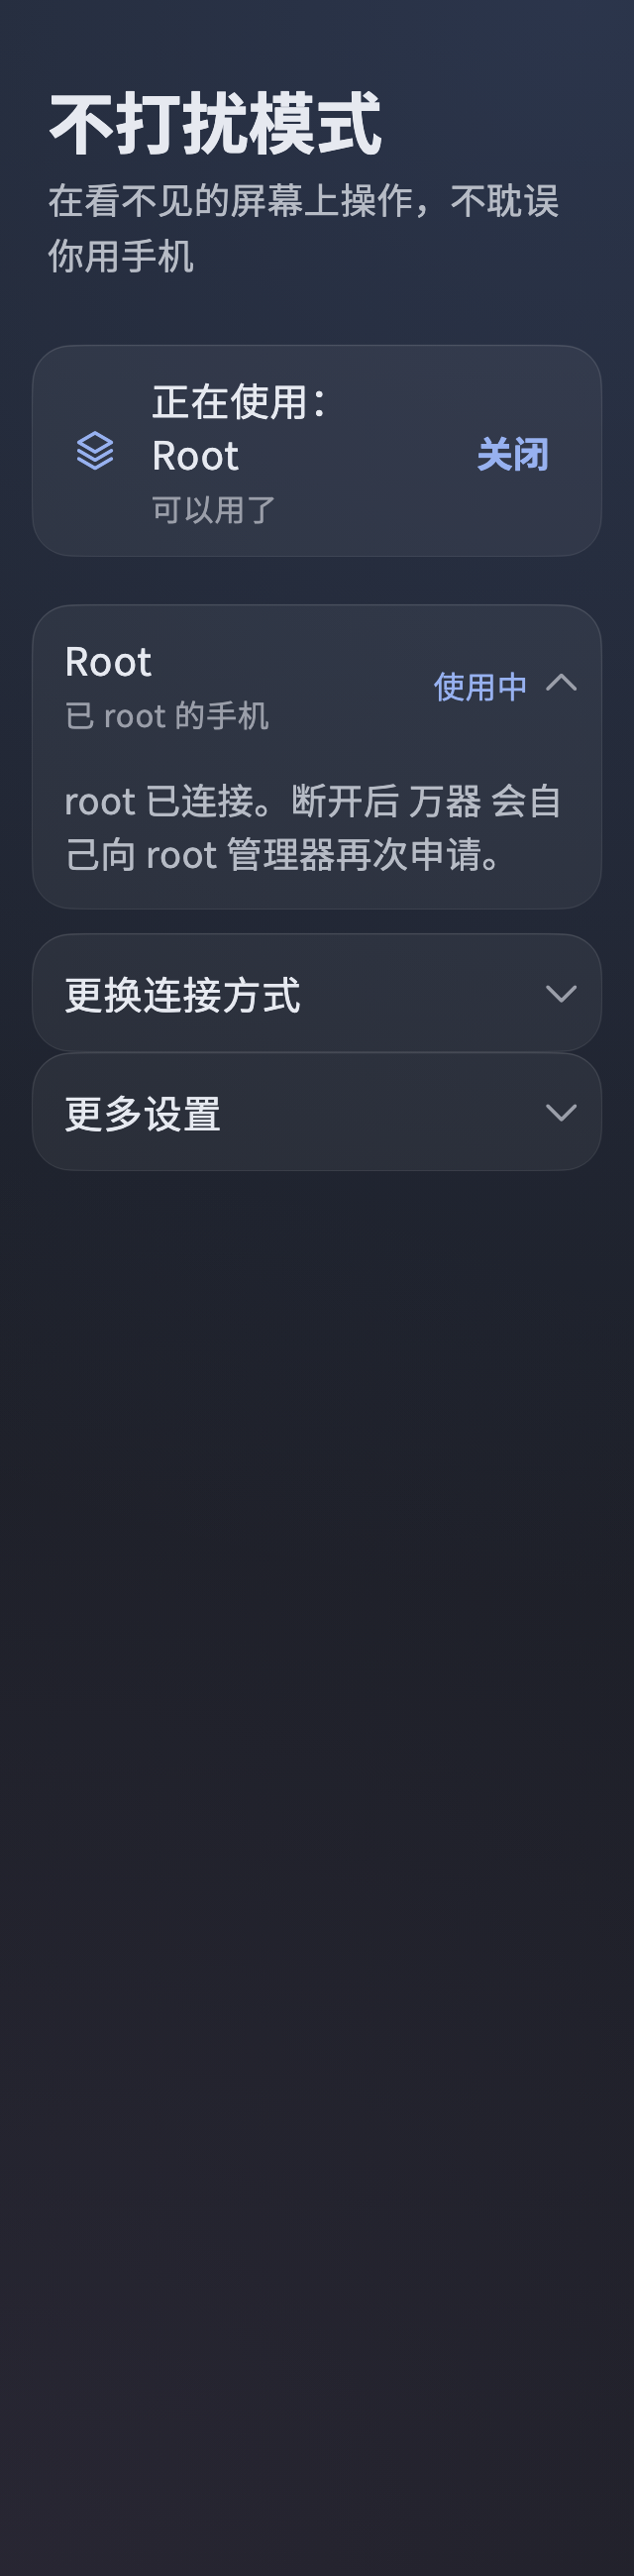 不打扰模式
在看不见的屏幕上操作，不耽误
你用手机
正在使用：
Root
可以用了
关闭
Root
已 root 的手机
使用中
root 已连接。断开后 万器 会自
己向 root 管理器再次申请。
更换连接方式
更多设置